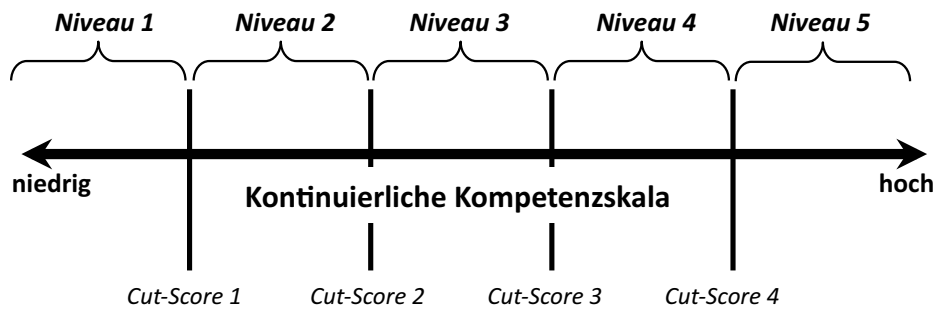 Niveau 1 Niveau 2 Niveau 3 Niveau 4 Niveau 5
niedrig hoch
Kontinuierliche Kompetenzskala
Cut-Score 1 Cut-Score 2 Cut-Score 3 Cut-Score 4